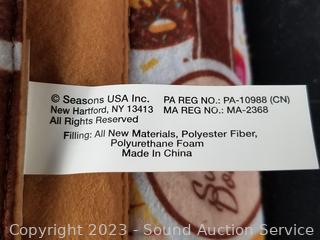 © Seasons USA Inc.
New Hartford, NY 13413
All Rights Reserved
PA REG NO.: PA-10988 (CN)
MA REG NO.: MA-2368
Filling: All New Materials, Polyester Fiber,
Polyurethane Foam
Made In China
Copyright 2023 - Sound Auction Service